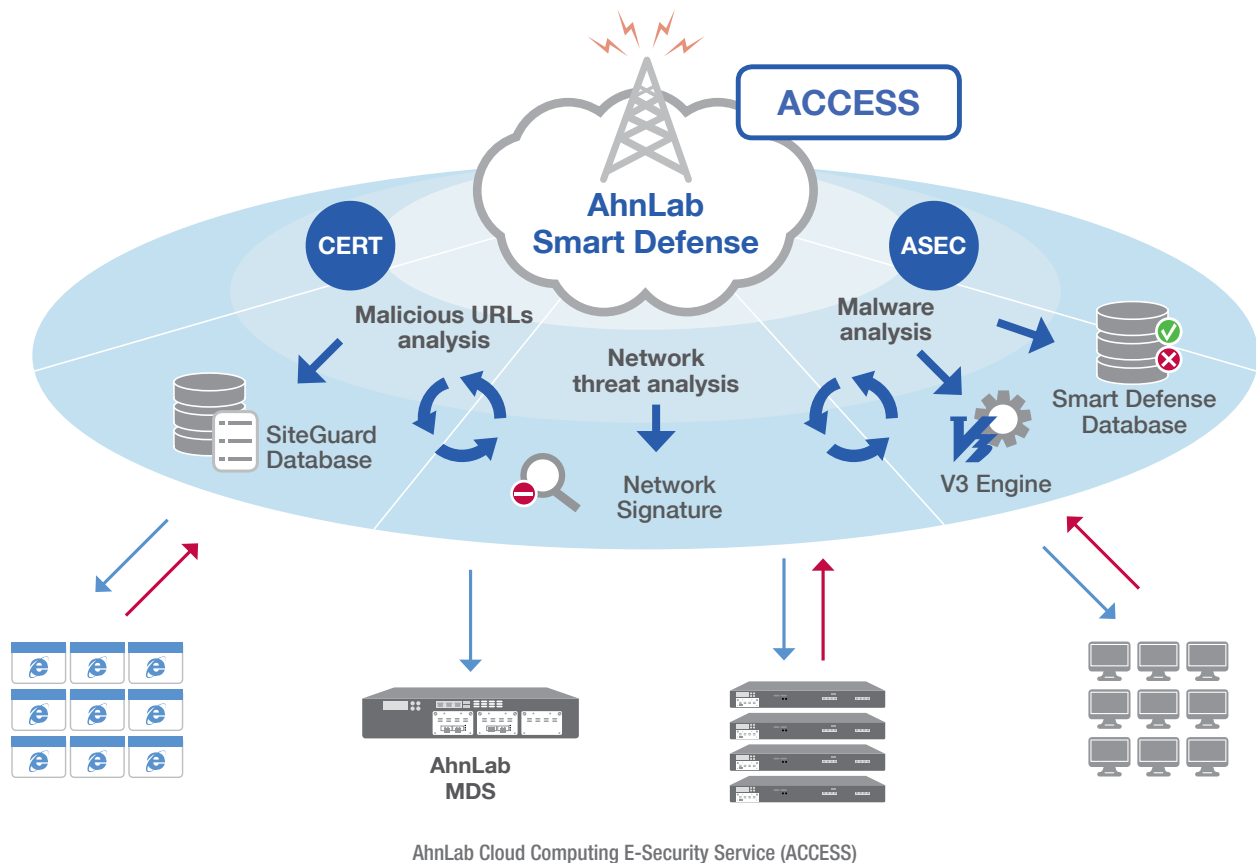 ACCESS
AhnLab
Smart Defense
CERT
ASEC
Malicious URLs
analysis
Network
threat analysis
Malware
analysis
SiteGuard
Database
Network
Signature
V3 Engine
Smart Defense
Database
AhnLab
MDS
AhnLab Cloud Computing E-Security Service (ACCESS)